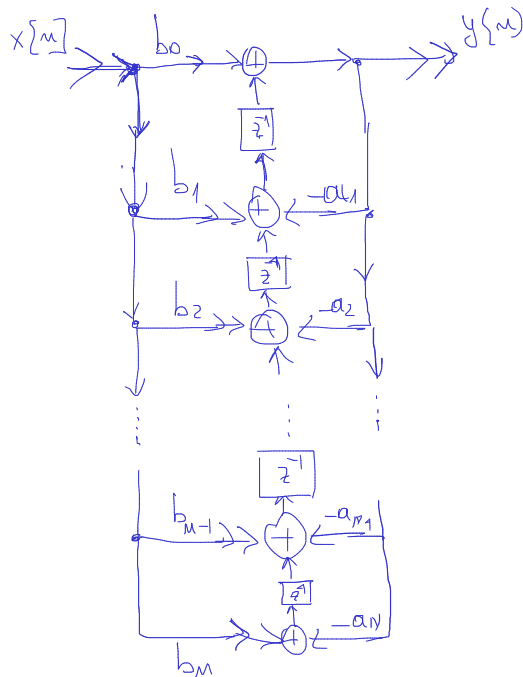 x[n] b0 + y[n]
z⁻¹
b1 + -a1
z⁻¹
b2 + -a2
⋮ ⋮ ⋮
z⁻¹
bM-1 + -aN-1
z⁻¹
bM + -aN